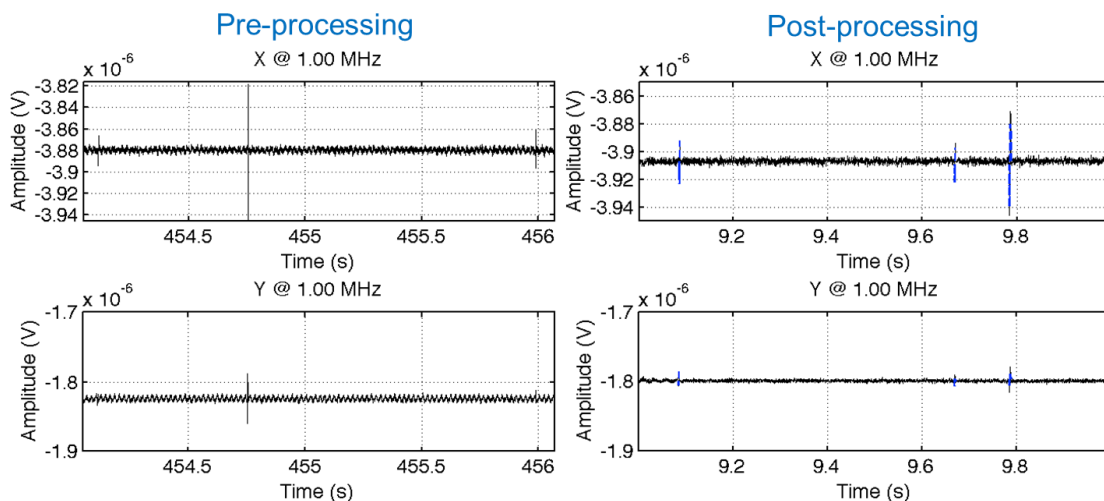 Pre-processing
X @ 1.00 MHz
x 10⁻⁶
-3.82
-3.84
-3.86
-3.88
-3.9
-3.92
-3.94
Amplitude (V)
454.5 455 455.5 456
Time (s)
Y @ 1.00 MHz
x 10⁻⁶
-1.7
-1.8
-1.9
Amplitude (V)
454.5 455 455.5 456
Time (s)
Post-processing
X @ 1.00 MHz
x 10⁻⁶
-3.86
-3.88
-3.9
-3.92
-3.94
Amplitude (V)
9.2 9.4 9.6 9.8
Time (s)
Y @ 1.00 MHz
x 10⁻⁶
-1.7
-1.8
-1.9
Amplitude (V)
9.2 9.4 9.6 9.8
Time (s)